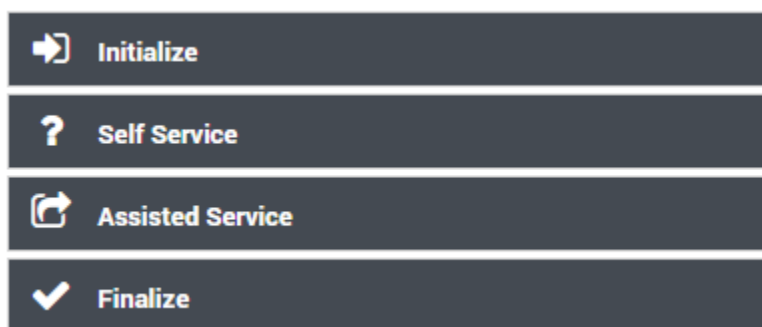 Initialize
Self Service
Assisted Service
Finalize